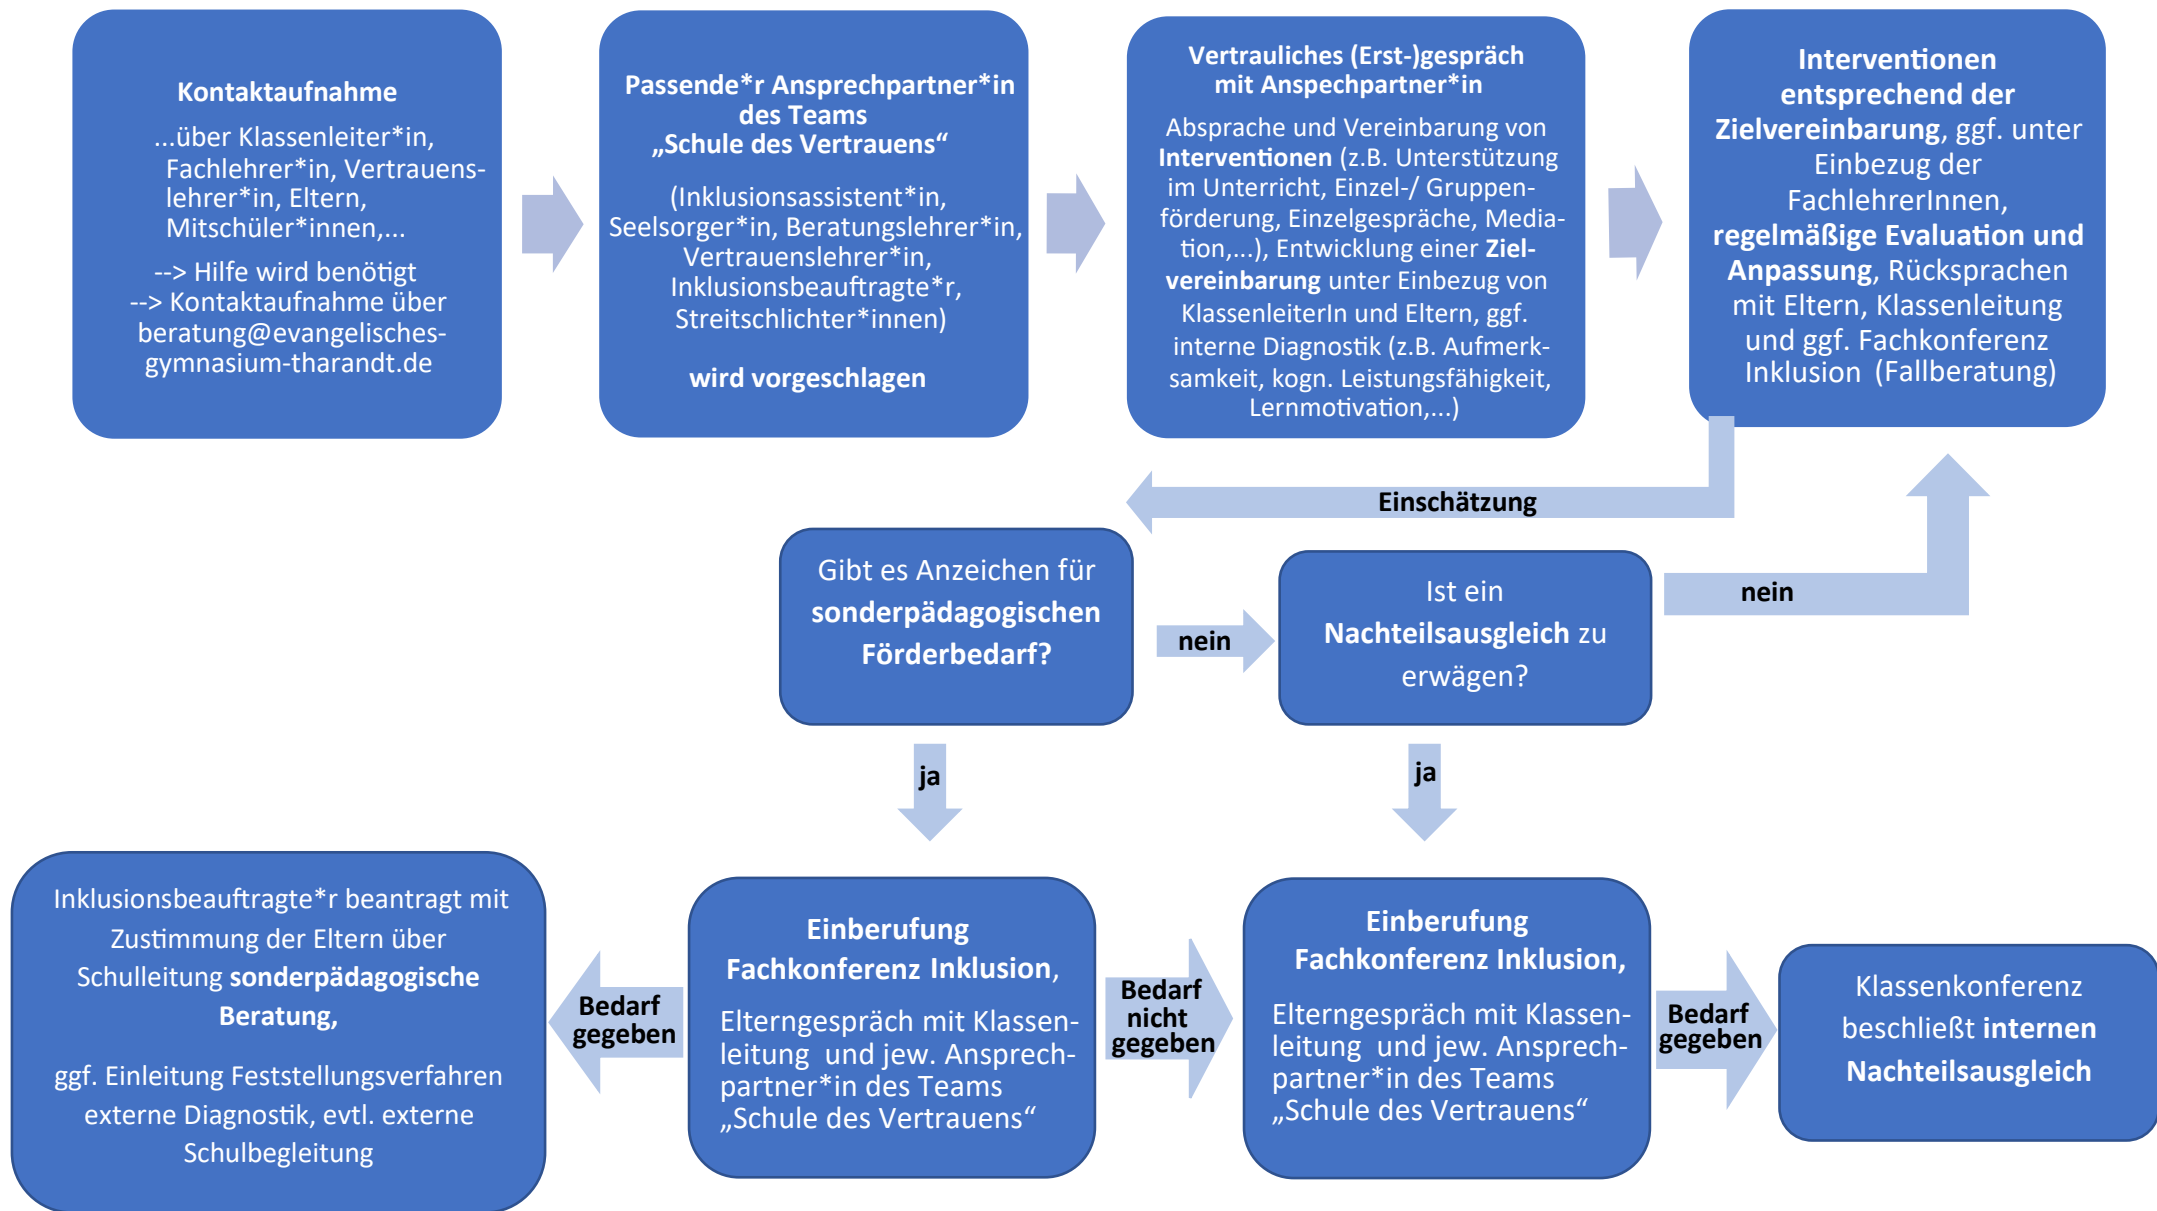 Kontaktaufnahme
...über Klassenleiter*in,
Fachlehrer*in, Vertrauens-
lehrer*in, Eltern,
Mitschüler*innen,...
--> Hilfe wird benötigt
--> Kontaktaufnahme über
beratung@evangelisches-
gymnasium-tharandt.de
Passende*r Ansprechpartner*in
des Teams
„Schule des Vertrauens“
(Inklusionsassistent*in,
Seelsorger*in, Beratungslehrer*in,
Vertrauenslehrer*in,
Inklusionsbeauftragte*r,
Streitschlichter*innen)
wird vorgeschlagen
Vertrauliches (Erst-)gespräch
mit Anspechpartner*in
Absprache und Vereinbarung von
Interventionen (z.B. Unterstützung
im Unterricht, Einzel-/ Gruppen-
förderung, Einzelgespräche, Media-
tion,...), Entwicklung einer Ziel-
vereinbarung unter Einbezug von
KlassenleiterIn und Eltern, ggf.
interne Diagnostik (z.B. Aufmerk-
samkeit, kogn. Leistungsfähigkeit,
Lernmotivation,...)
Interventionen
entsprechend der
Zielvereinbarung, ggf. unter
Einbezug der
FachlehrerInnen,
regelmäßige Evaluation und
Anpassung, Rücksprachen
mit Eltern, Klassenleitung
und ggf. Fachkonferenz
Inklusion (Fallberatung)
Einschätzung
Gibt es Anzeichen für
sonderpädagogischen
Förderbedarf?
nein
Ist ein
Nachteilsausgleich zu
erwägen?
nein
ja
ja
Inklusionsbeauftragte*r beantragt mit
Zustimmung der Eltern über
Schulleitung sonderpädagogische
Beratung,
ggf. Einleitung Feststellungsverfahren
externe Diagnostik, evtl. externe
Schulbegleitung
Bedarf
gegeben
Einberufung
Fachkonferenz Inklusion,
Elterngespräch mit Klassen-
leitung und jew. Ansprech-
partner*in des Teams
„Schule des Vertrauens“
Bedarf
nicht
gegeben
Einberufung
Fachkonferenz Inklusion,
Elterngespräch mit Klassen-
leitung und jew. Ansprech-
partner*in des Teams
„Schule des Vertrauens“
Bedarf
gegeben
Klassenkonferenz
beschließt internen
Nachteilsausgleich